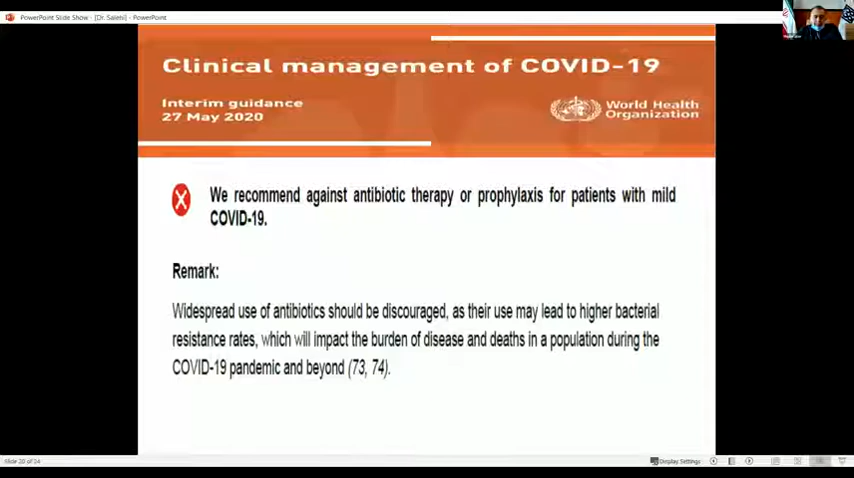 PowerPoint Slide Show - [Dr. Salehi] - PowerPoint
Clinical management of COVID-19
Interim guidance
27 May 2020
World Health
Organization
We recommend against antibiotic therapy or prophylaxis for patients with mild
COVID-19.
Remark:
Widespread use of antibiotics should be discouraged, as their use may lead to higher bacterial
resistance rates, which will impact the burden of disease and deaths in a population during the
COVID-19 pandemic and beyond (73, 74).
Slide 20 of 24
Display Settings